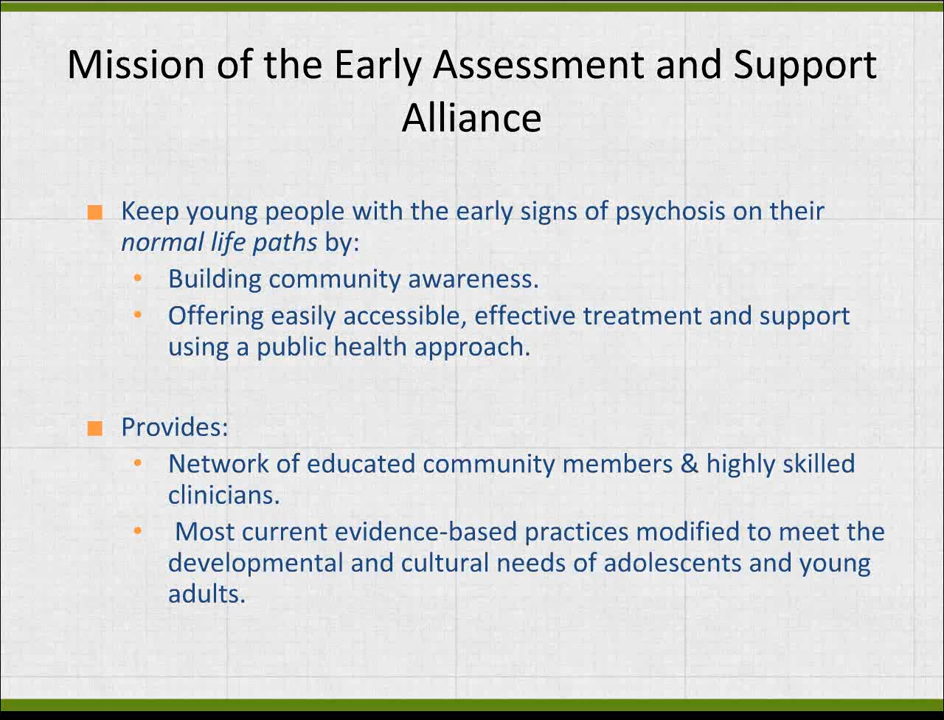 Mission of the Early Assessment and Support
Alliance
■ Keep young people with the early signs of psychosis on their
normal life paths by:
• Building community awareness.
• Offering easily accessible, effective treatment and support
using a public health approach.
■ Provides:
• Network of educated community members & highly skilled
clinicians.
• Most current evidence-based practices modified to meet the
developmental and cultural needs of adolescents and young
adults.